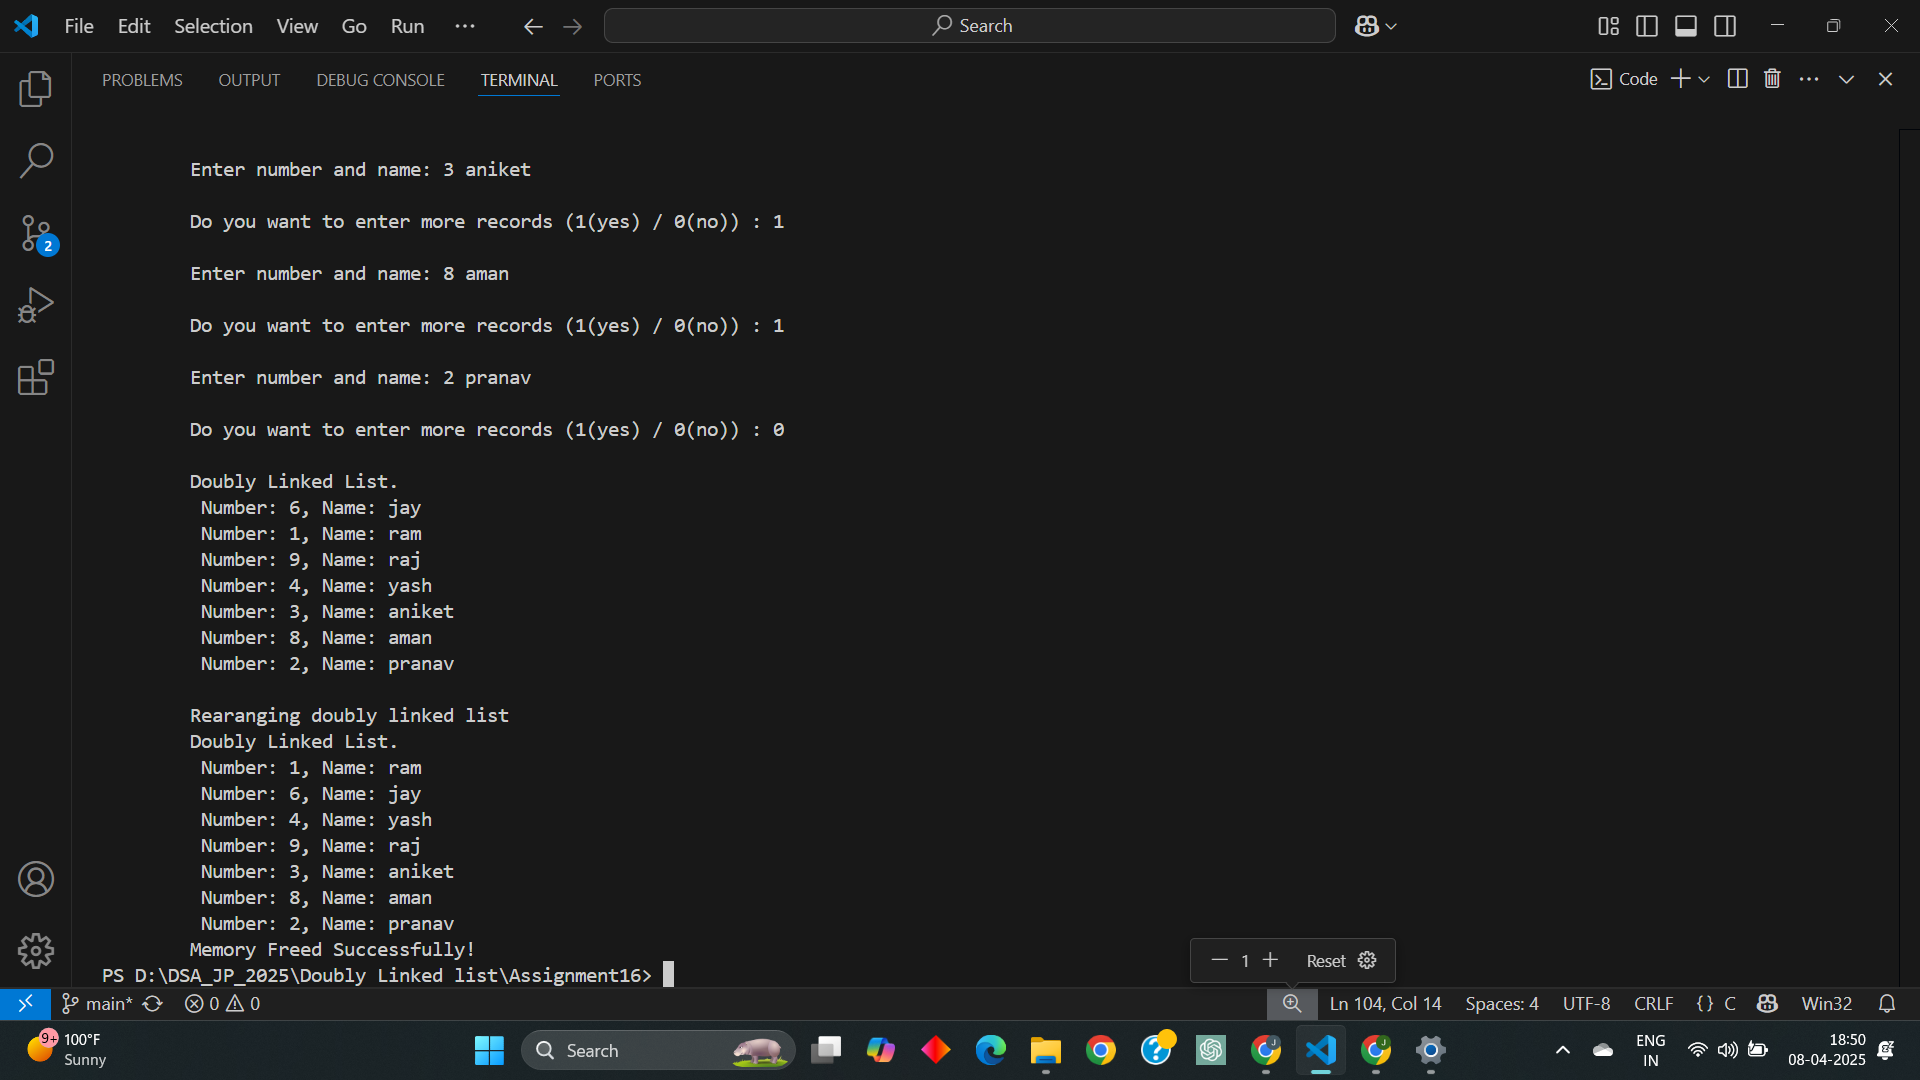 File Edit Selection View Go Run ··· Search
PROBLEMS OUTPUT DEBUG CONSOLE TERMINAL PORTS Code
Enter number and name: 3 aniket
Do you want to enter more records (1(yes) / 0(no)) : 1
Enter number and name: 8 aman
Do you want to enter more records (1(yes) / 0(no)) : 1
Enter number and name: 2 pranav
Do you want to enter more records (1(yes) / 0(no)) : 0
Doubly Linked List.
Number: 6, Name: jay
Number: 1, Name: ram
Number: 9, Name: raj
Number: 4, Name: yash
Number: 3, Name: aniket
Number: 8, Name: aman
Number: 2, Name: pranav
Rearanging doubly linked list
Doubly Linked List.
Number: 1, Name: ram
Number: 6, Name: jay
Number: 4, Name: yash
Number: 9, Name: raj
Number: 3, Name: aniket
Number: 8, Name: aman
Number: 2, Name: pranav
Memory Freed Successfully!
PS D:\DSA_JP_2025\Doubly Linked list\Assignment16>
2
1 Reset
main* 0 0 Ln 104, Col 14 Spaces: 4 UTF-8 CRLF {} C Win32
9+ 100°F
Sunny
Search
ENG
IN
18:50
08-04-2025